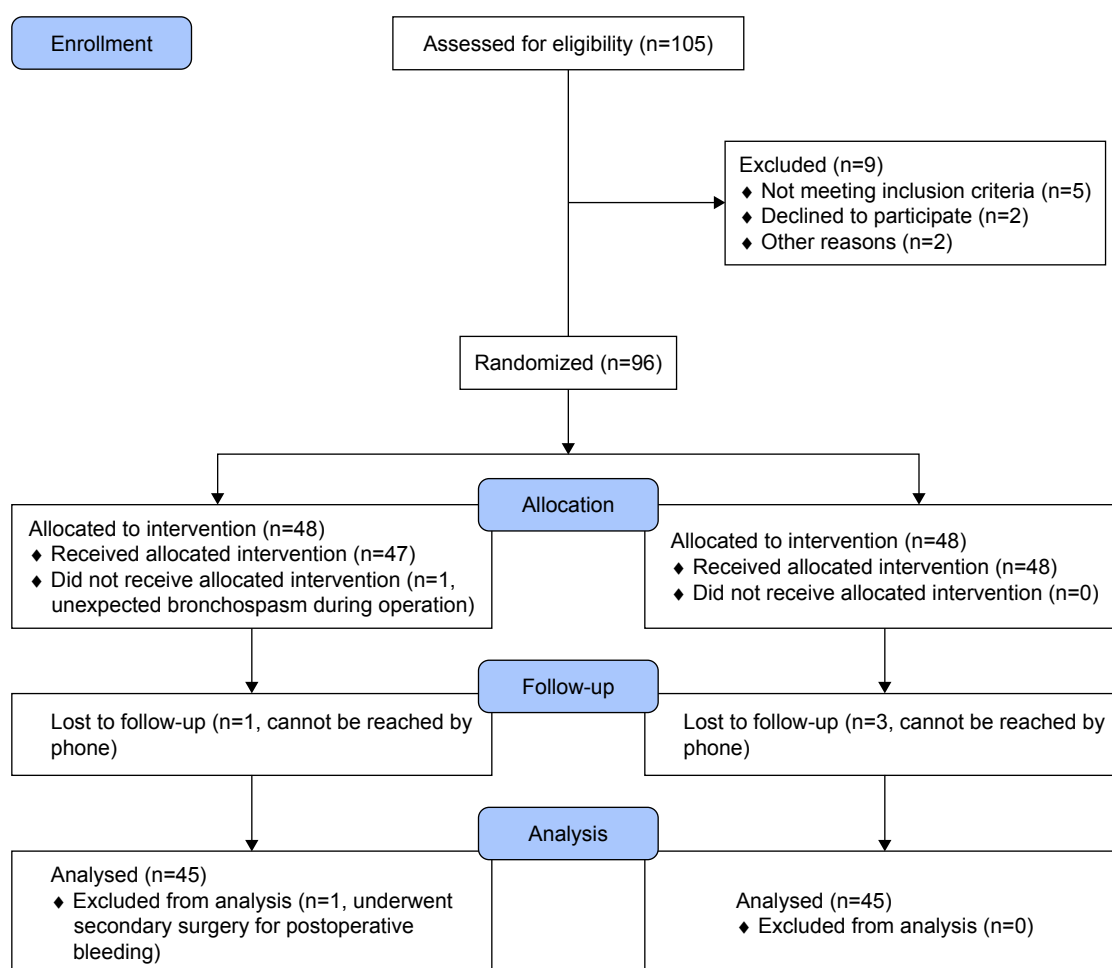 Enrollment
Assessed for eligibility (n=105)
Excluded (n=9)
♦ Not meeting inclusion criteria (n=5)
♦ Declined to participate (n=2)
♦ Other reasons (n=2)
Randomized (n=96)
Allocation
Allocated to intervention (n=48)
♦ Received allocated intervention (n=47)
♦ Did not receive allocated intervention (n=1,
unexpected bronchospasm during operation)
Allocated to intervention (n=48)
♦ Received allocated intervention (n=48)
♦ Did not receive allocated intervention (n=0)
Follow-up
Lost to follow-up (n=1, cannot be reached by
phone)
Lost to follow-up (n=3, cannot be reached by
phone)
Analysis
Analysed (n=45)
♦ Excluded from analysis (n=1, underwent
secondary surgery for postoperative
bleeding)
Analysed (n=45)
♦ Excluded from analysis (n=0)